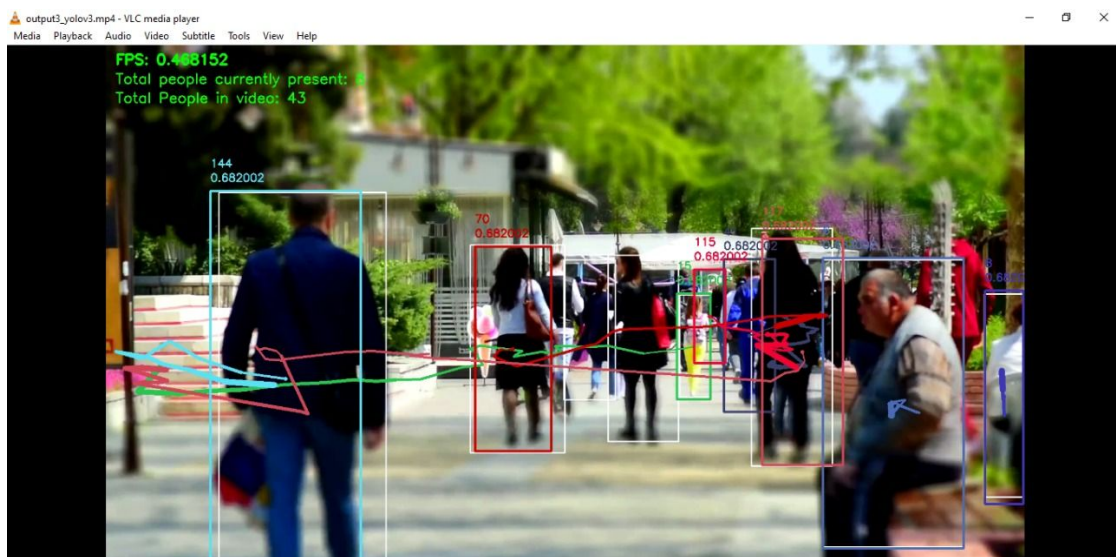 output3_yolov3.mp4 - VLC media player
Media Playback Audio Video Subtitle Tools View Help
FPS: 0.468152
Total people currently present:
Total People in video: 43
144
0.682002
70
0.682002
115
0.682002
0.682002